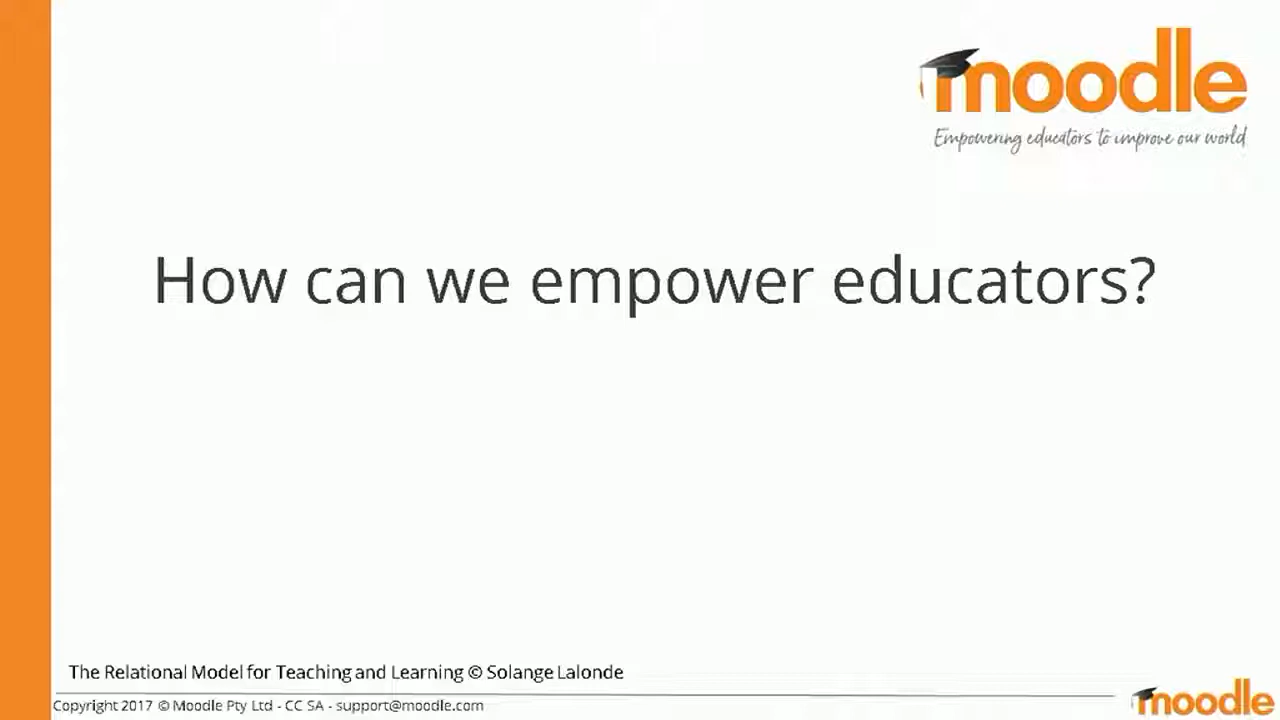 moodle
Empowering educators to improve our world
How can we empower educators?
The Relational Model for Teaching and Learning © Solange Lalonde
Copyright 2017 © Moodle Pty Ltd - CC SA - support@moodle.com
moodle